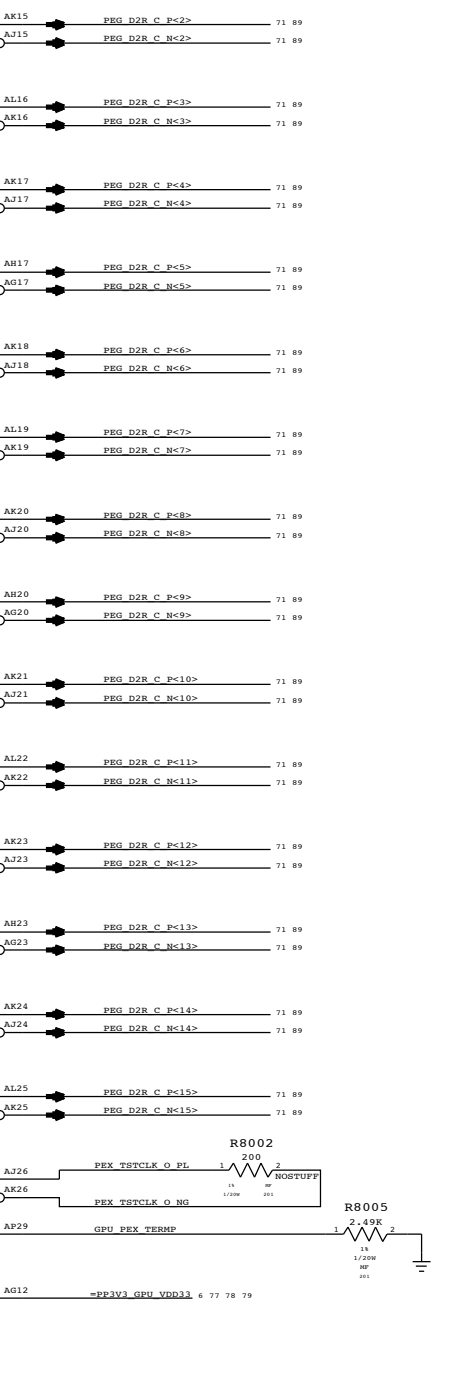 AK15 PEG_D2R_C_P<2> 71 89
AJ15 PEG_D2R_C_N<2> 71 89
AL16 PEG_D2R_C_P<3> 71 89
AK16 PEG_D2R_C_N<3> 71 89
AK17 PEG_D2R_C_P<4> 71 89
AJ17 PEG_D2R_C_N<4> 71 89
AH17 PEG_D2R_C_P<5> 71 89
AG17 PEG_D2R_C_N<5> 71 89
AK18 PEG_D2R_C_P<6> 71 89
AJ18 PEG_D2R_C_N<6> 71 89
AL19 PEG_D2R_C_P<7> 71 89
AK19 PEG_D2R_C_N<7> 71 89
AK20 PEG_D2R_C_P<8> 71 89
AJ20 PEG_D2R_C_N<8> 71 89
AH20 PEG_D2R_C_P<9> 71 89
AG20 PEG_D2R_C_N<9> 71 89
AK21 PEG_D2R_C_P<10> 71 89
AJ21 PEG_D2R_C_N<10> 71 89
AL22 PEG_D2R_C_P<11> 71 89
AK22 PEG_D2R_C_N<11> 71 89
AK23 PEG_D2R_C_P<12> 71 89
AJ23 PEG_D2R_C_N<12> 71 89
AH23 PEG_D2R_C_P<13> 71 89
AG23 PEG_D2R_C_N<13> 71 89
AK24 PEG_D2R_C_P<14> 71 89
AJ24 PEG_D2R_C_N<14> 71 89
AL25 PEG_D2R_C_P<15> 71 89
AK25 PEG_D2R_C_N<15> 71 89
R8002
200
AJ26 PEX_TSTCLK_O_PL 1 2
NOSTUFF
1% MF
1/20W 201
AK26 PEX_TSTCLK_O_NG
R8005
2.49K
AP29 GPU_PEX_TERMP 1 2
1%
1/20W
MF
201
AG12 =PP3V3_GPU_VDD33 6 77 78 79